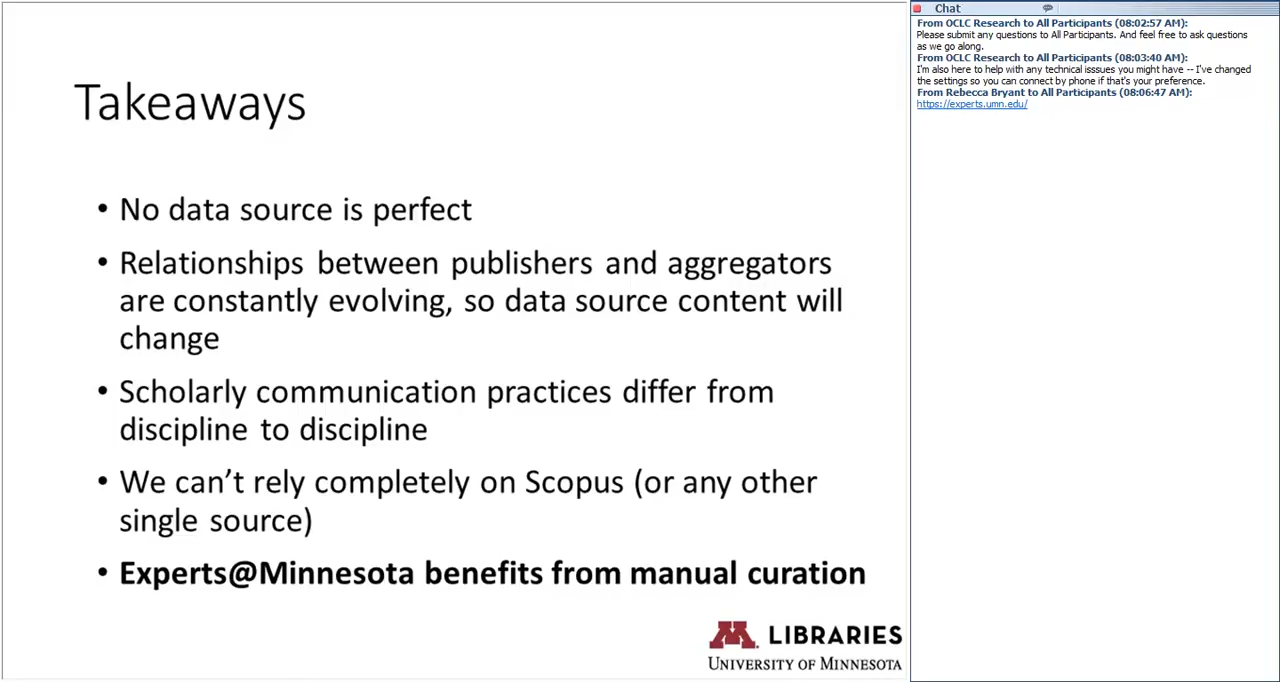 Takeaways
• No data source is perfect
• Relationships between publishers and aggregators
are constantly evolving, so data source content will
change
• Scholarly communication practices differ from
discipline to discipline
• We can’t rely completely on Scopus (or any other
single source)
• Experts@Minnesota benefits from manual curation
M LIBRARIES
UNIVERSITY OF MINNESOTA
Chat
From OCLC Research to All Participants (08:02:57 AM):
Please submit any questions to All Participants. And feel free to ask questions
as we go along.
From OCLC Research to All Participants (08:03:40 AM):
I'm also here to help with any technical isssues you might have -- I've changed
the settings so you can connect by phone if that's your preference.
From Rebecca Bryant to All Participants (08:06:47 AM):
https://experts.umn.edu/